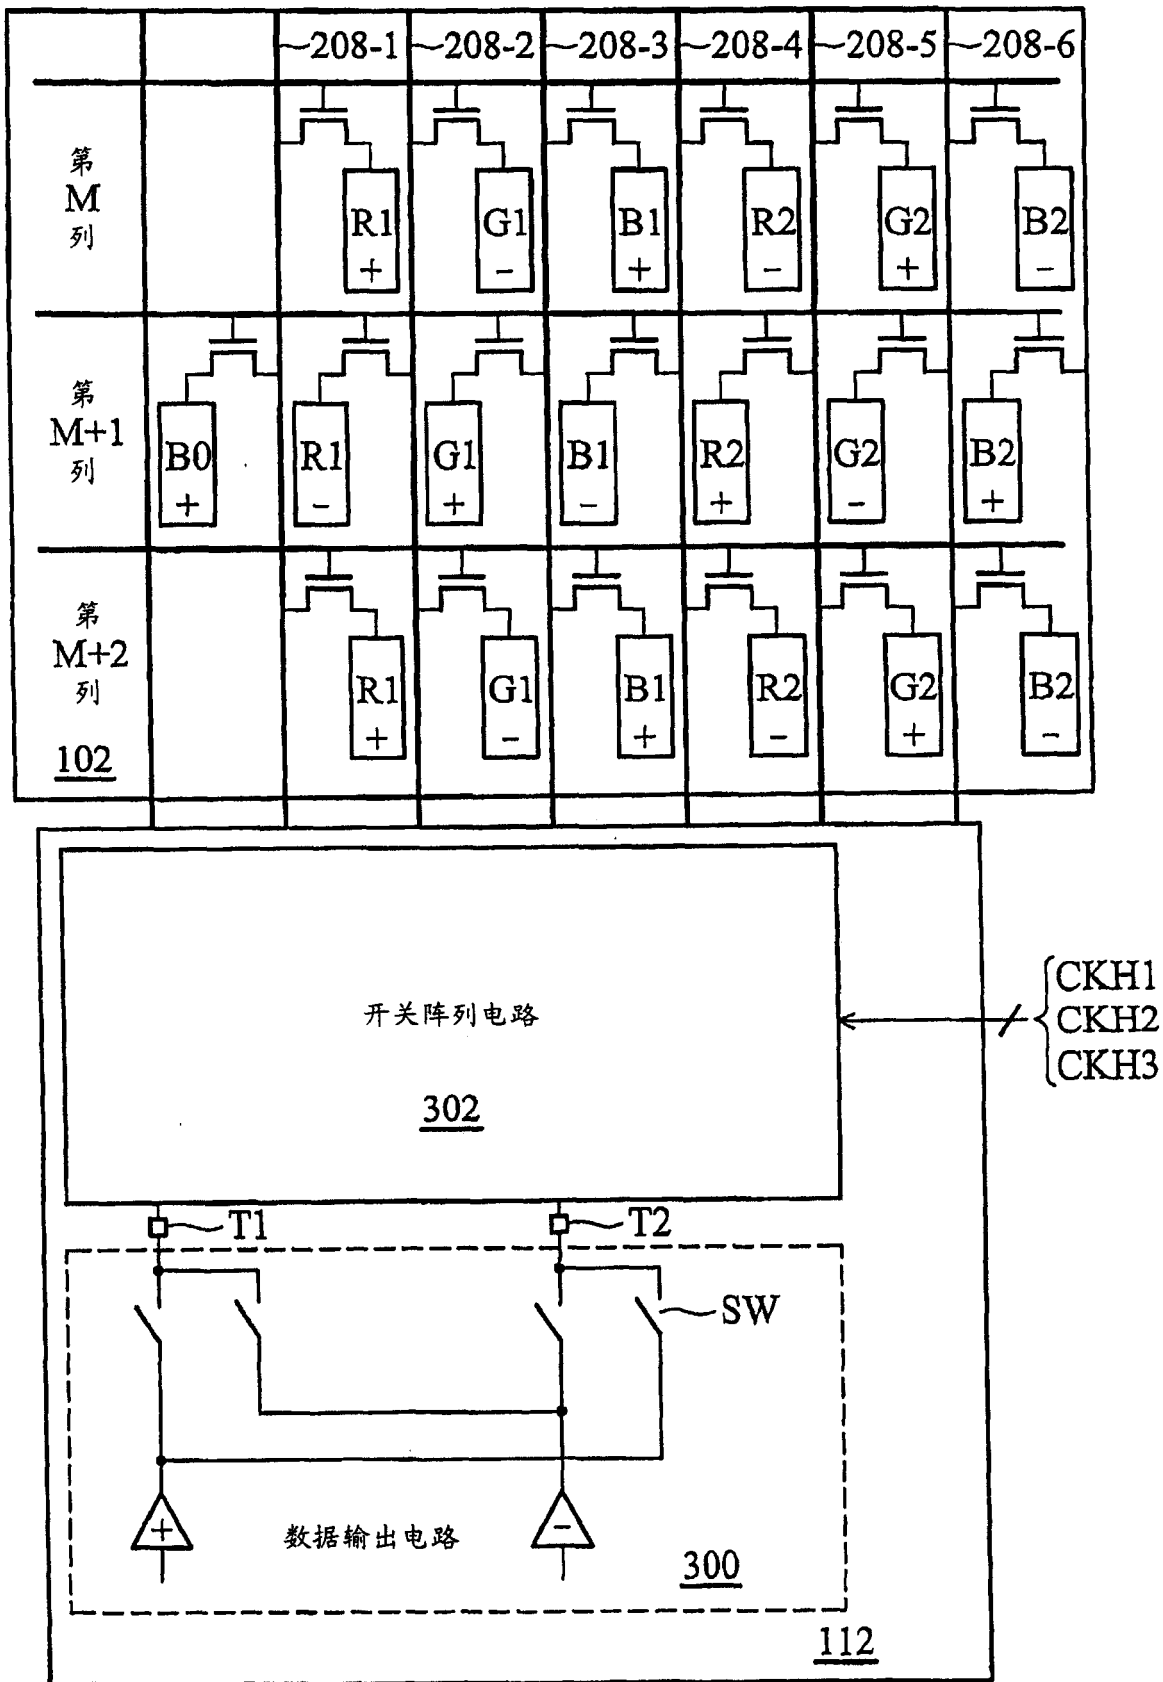 208-1 208-2 208-3 208-4 208-5 208-6
第
M
列
R1 G1 B1 R2 G2 B2
+ - + - + -
第
M+1
列
B0 R1 G1 B1 R2 G2 B2
+ - + - + - +
第
M+2
列
R1 G1 B1 R2 G2 B2
+ - + - + -
102
开关阵列电路
302
CKH1
CKH2
CKH3
T1 T2
SW
+ -
数据输出电路
300
112